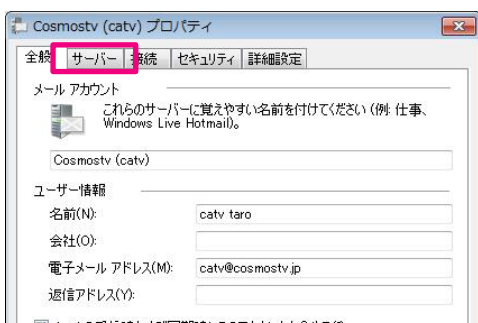 Cosmostv (catv) プロパティ
全般 サーバー 接続 セキュリティ 詳細設定
メール アカウント
これらのサーバーに覚えやすい名前を付けてください (例: 仕事、
Windows Live Hotmail)。
Cosmostv (catv)
ユーザー情報
名前(N): catv taro
会社(O):
電子メール アドレス(M): catv@cosmostv.jp
返信アドレス(Y):